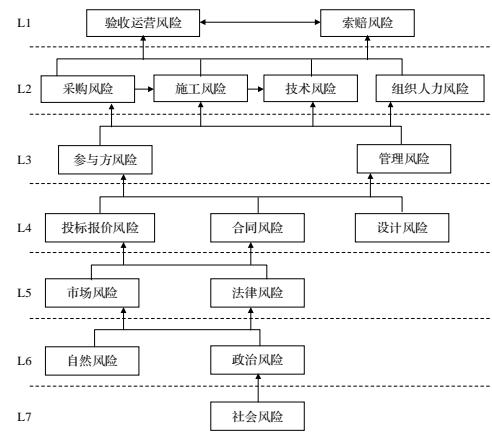 L1 验收运营风险 索赔风险
L2 采购风险 施工风险 技术风险 组织人力风险
L3 参与方风险 管理风险
L4 投标报价风险 合同风险 设计风险
L5 市场风险 法律风险
L6 自然风险 政治风险
L7 社会风险